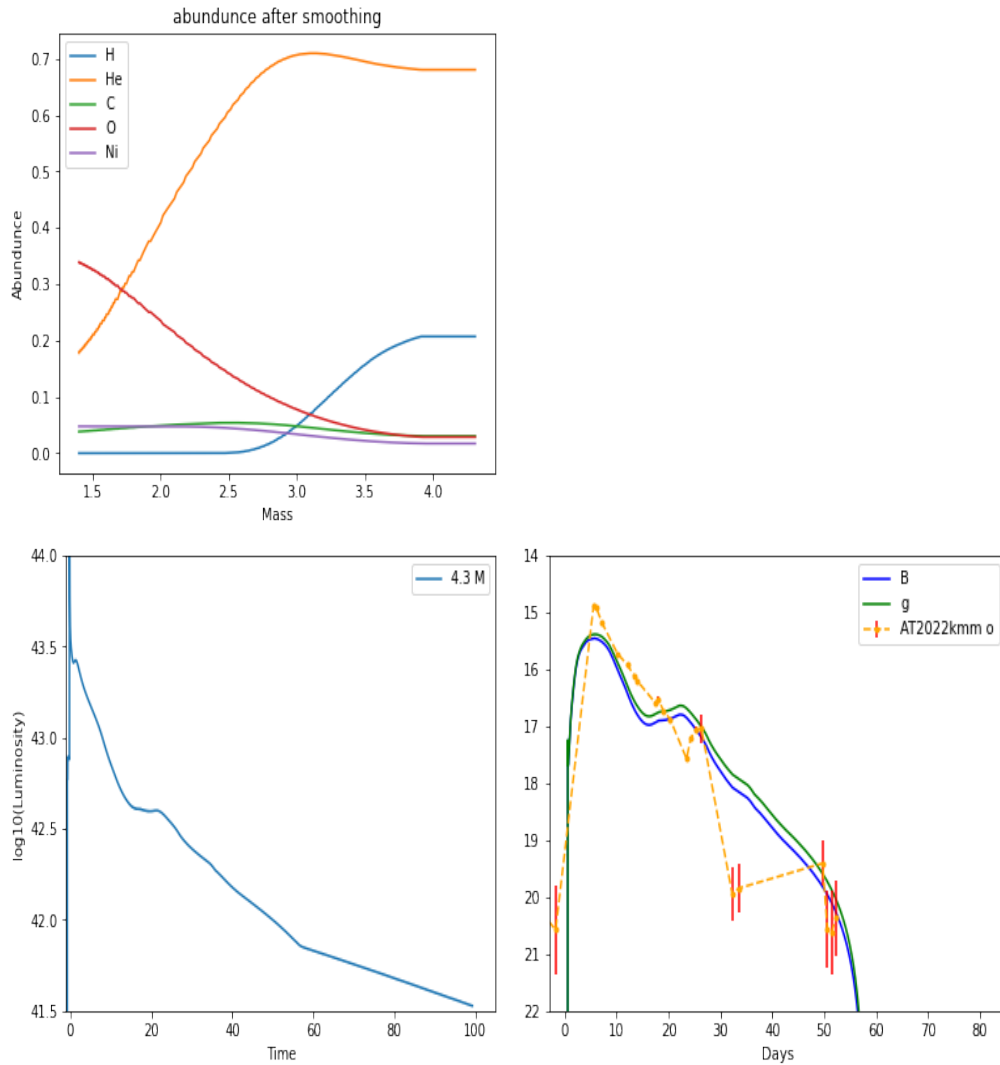 abundunce after smoothing
H
He
C
O
Ni
0.7
0.6
0.5
0.4
0.3
0.2
0.1
0.0
Abundunce
1.5 2.0 2.5 3.0 3.5 4.0
Mass
4.3 M
44.0
43.5
43.0
42.5
42.0
41.5
log10(Luminosity)
0 20 40 60 80 100
Time
B
g
AT2022kmm o
14
15
16
17
18
19
20
21
22
0 10 20 30 40 50 60 70 80
Days